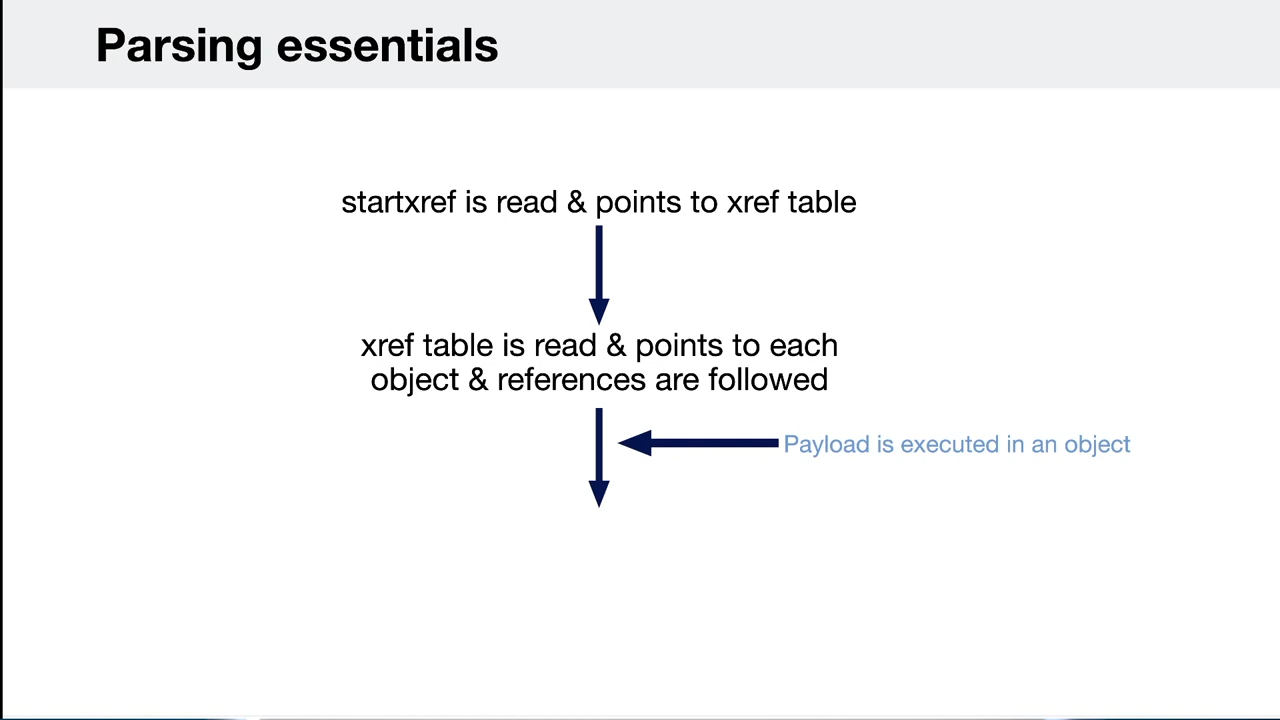 Parsing essentials
startxref is read & points to xref table
xref table is read & points to each
object & references are followed
Payload is executed in an object